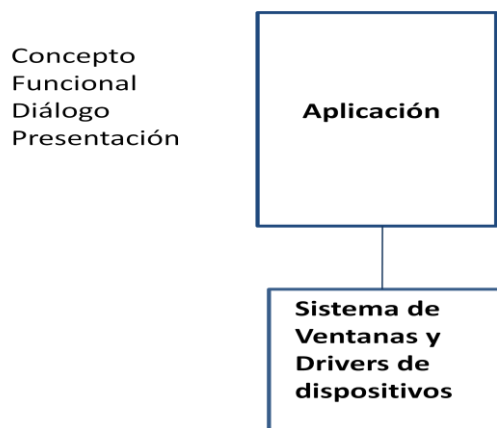 Concepto
Funcional
Diálogo
Presentación
Aplicación
Sistema de
Ventanas y
Drivers de
dispositivos